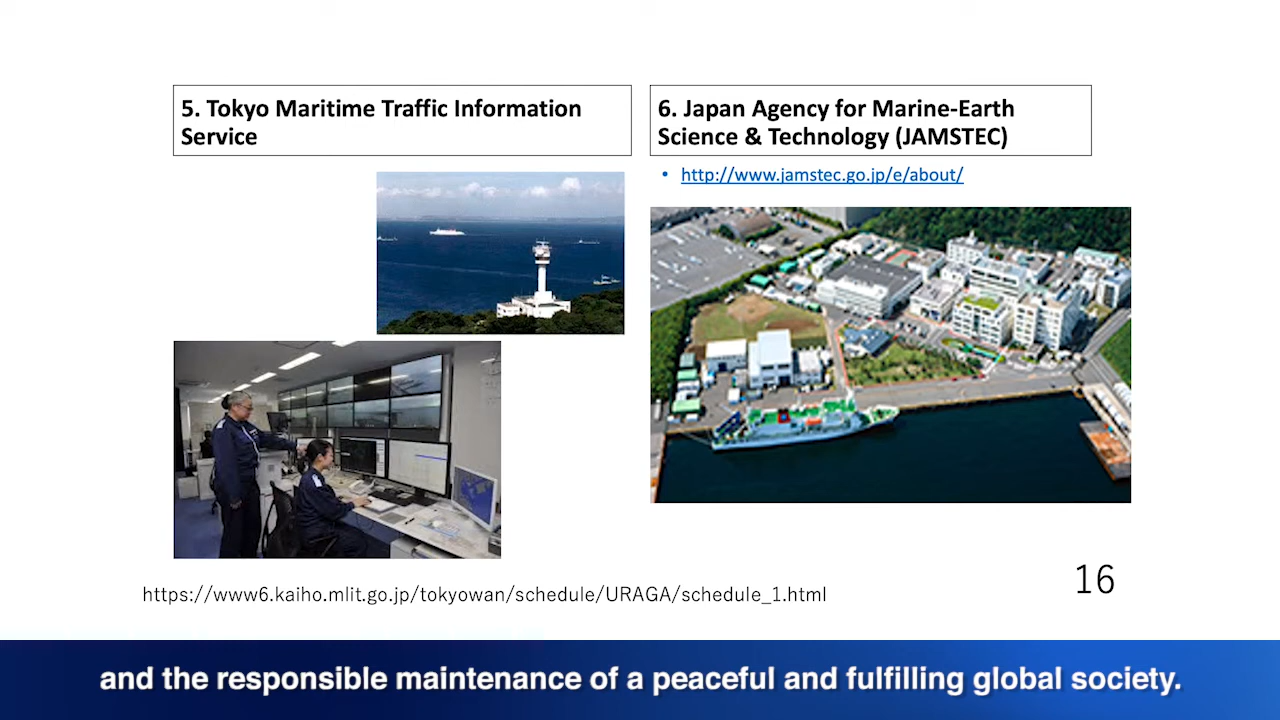 5. Tokyo Maritime Traffic Information
Service
6. Japan Agency for Marine-Earth
Science & Technology (JAMSTEC)
• http://www.jamstec.go.jp/e/about/
https://www6.kaiho.mlit.go.jp/tokyowan/schedule/URAGA/schedule_1.html
16
and the responsible maintenance of a peaceful and fulfilling global society.